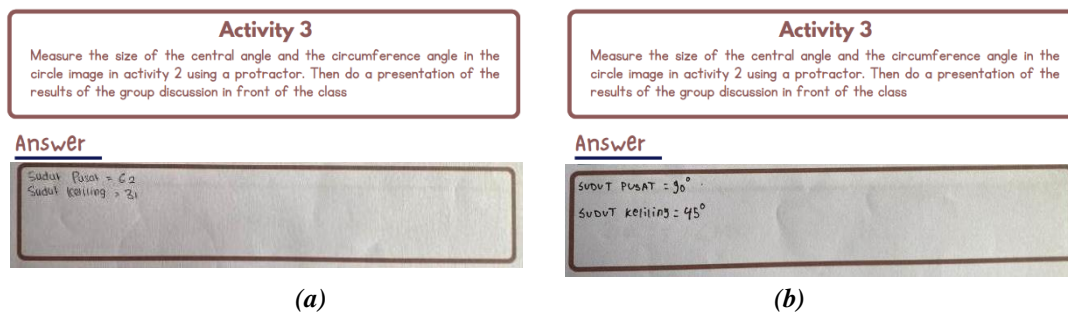 Activity 3
Measure the size of the central angle and the circumference angle in the
circle image in activity 2 using a protractor. Then do a presentation of the
results of the group discussion in front of the class
Answer
Sudut Pusat = 62
Sudut Keliling = 31
(a)
Activity 3
Measure the size of the central angle and the circumference angle in the
circle image in activity 2 using a protractor. Then do a presentation of the
results of the group discussion in front of the class
Answer
SUDUT PUSAT = 90°
SUDUT Keliling = 45°
(b)